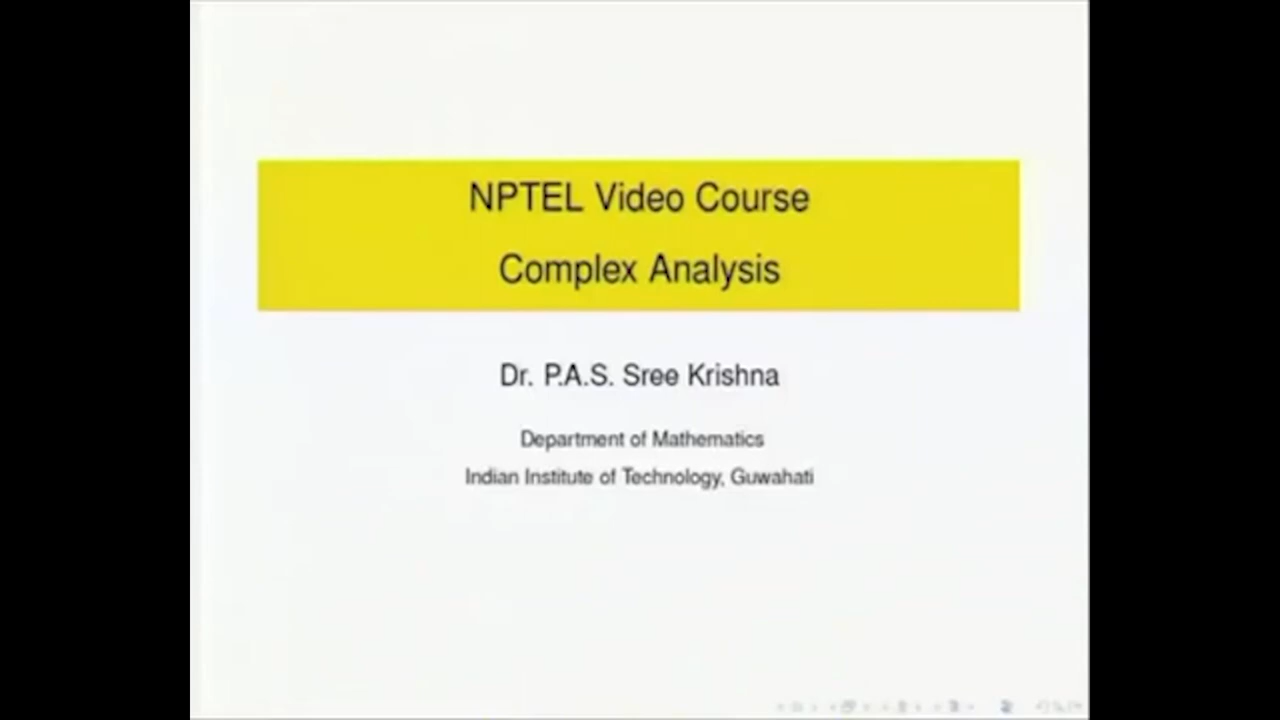 NPTEL Video Course
Complex Analysis
Dr. P.A.S. Sree Krishna
Department of Mathematics
Indian Institute of Technology, Guwahati